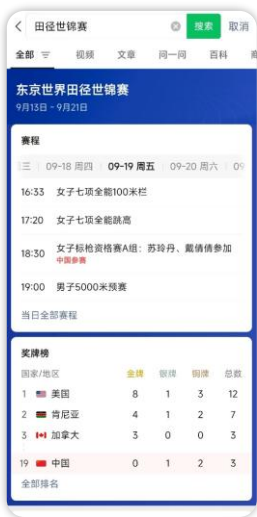 田径世锦赛
搜索
取消
全部
视频
文章
问一问
百科
东京世界田径世锦赛
9月13日 - 9月21日
赛程
三
09-18 周四
09-19 周五
09-20 周六
09
16:33 女子七项全能100米栏
17:20 女子七项全能跳高
18:30 女子标枪资格赛A组：苏玲丹、戴倩倩参加
中国参赛
19:00 男子5000米预赛
当日全部赛程
奖牌榜
国家/地区 金牌 银牌 铜牌 总数
1 美国 8 1 3 12
2 肯尼亚 4 1 2 7
3 加拿大 3 0 0 3
19 中国 0 1 2 3
全部排名